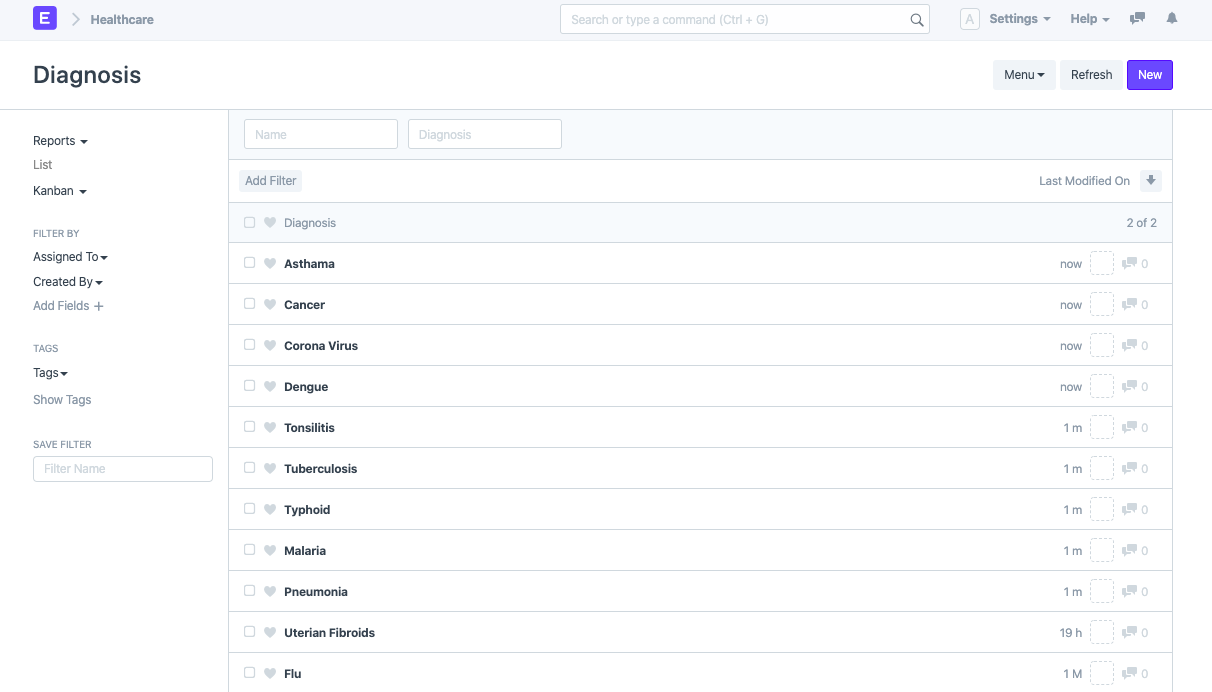 E Healthcare Search or type a command (Ctrl + G) A Settings Help
Diagnosis Menu Refresh New
Reports
List
Kanban
FILTER BY
Assigned To
Created By
Add Fields +
TAGS
Tags
Show Tags
SAVE FILTER
Filter Name
Name Diagnosis
Add Filter Last Modified On
Diagnosis 2 of 2
Asthama now 0
Cancer now 0
Corona Virus now 0
Dengue now 0
Tonsilitis 1 m 0
Tuberculosis 1 m 0
Typhoid 1 m 0
Malaria 1 m 0
Pneumonia 1 m 0
Uterian Fibroids 19 h 0
Flu 1 M 0